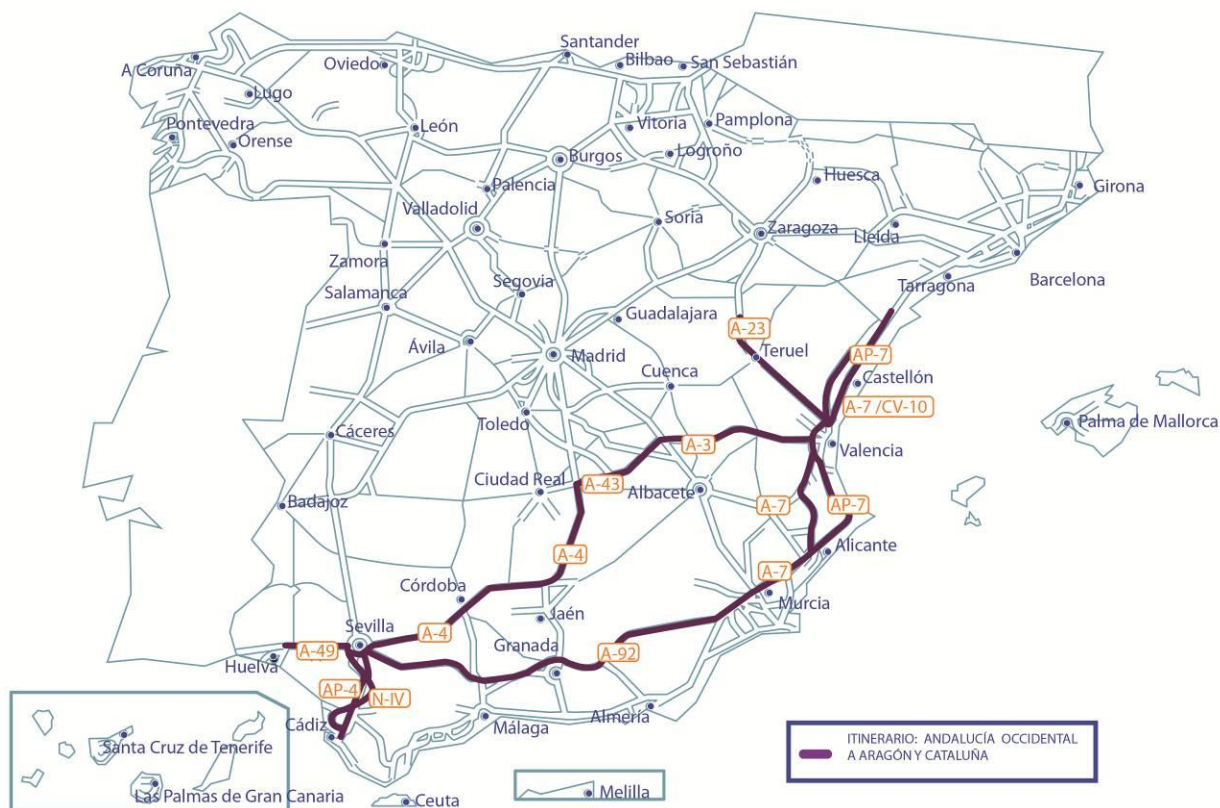 Santander
Bilbao
San Sebastián
A Coruña
Oviedo
Lugo
Pontevedra
Orense
León
Vitoria
Pamplona
Burgos
Logroño
Palencia
Huesca
Girona
Valladolid
Soria
Zaragoza
Lleida
Zamora
Barcelona
Segovia
Tarragona
Salamanca
Guadalajara
A-23
Teruel
Ávila
Madrid
AP-7
Cuenca
Castellón
A-7 /CV-10
Toledo
Palma de Mallorca
Cáceres
A-3
Valencia
Ciudad Real
A-43
Albacete
Badajoz
A-7
AP-7
A-4
Alicante
A-7
Córdoba
Murcia
Jaén
Sevilla
A-4
Granada
A-49
A-92
Huelva
AP-4
N-IV
Almería
Cádiz
Málaga
Santa Cruz de Tenerife
ITINERARIO: ANDALUCÍA OCCIDENTAL
A ARAGÓN Y CATALUÑA
Las Palmas de Gran Canaria
Ceuta
Melilla